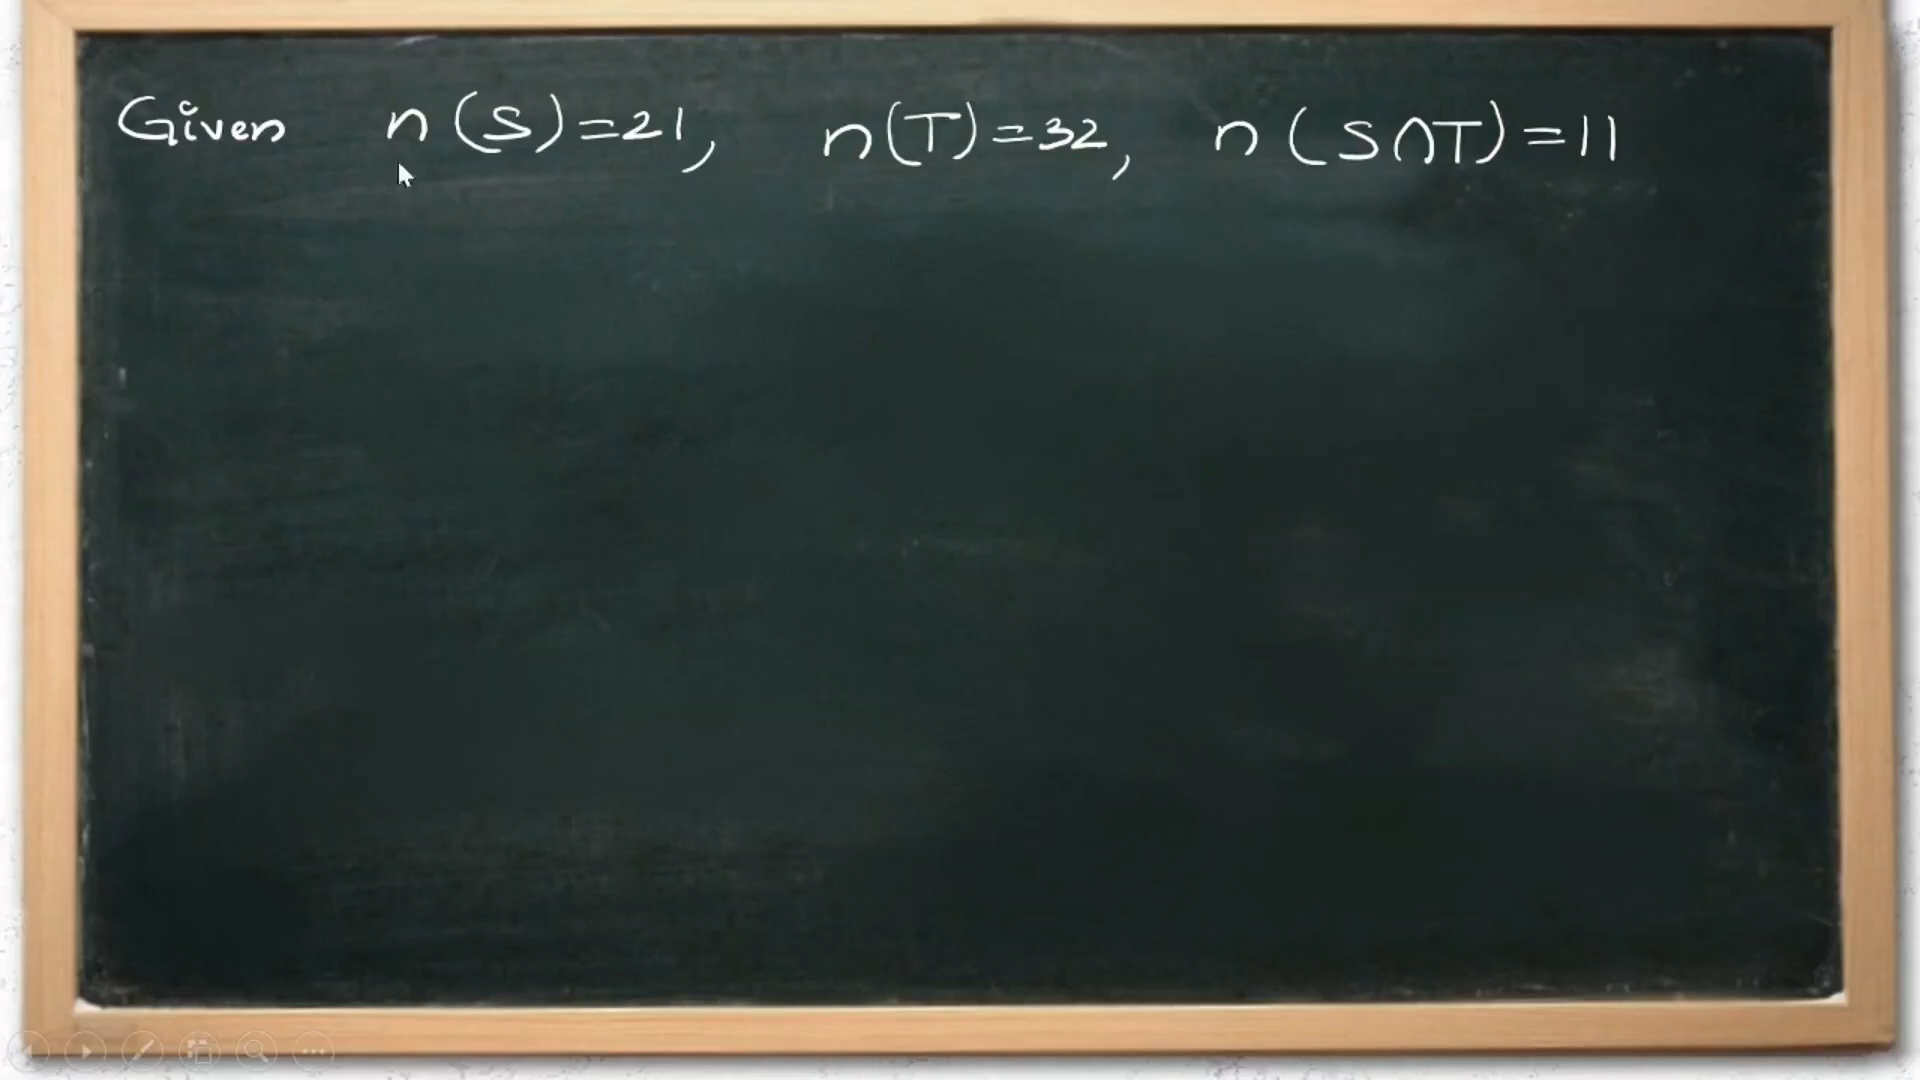 Given n(S)=21, n(T)=32, n(S∩T)=11